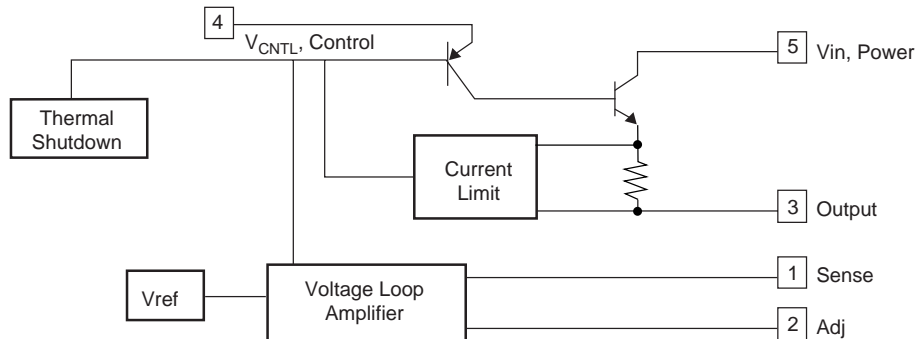 4
V_CNTL, Control
5 Vin, Power
Thermal
Shutdown
Current
Limit
3 Output
1 Sense
Vref
Voltage Loop
Amplifier
2 Adj